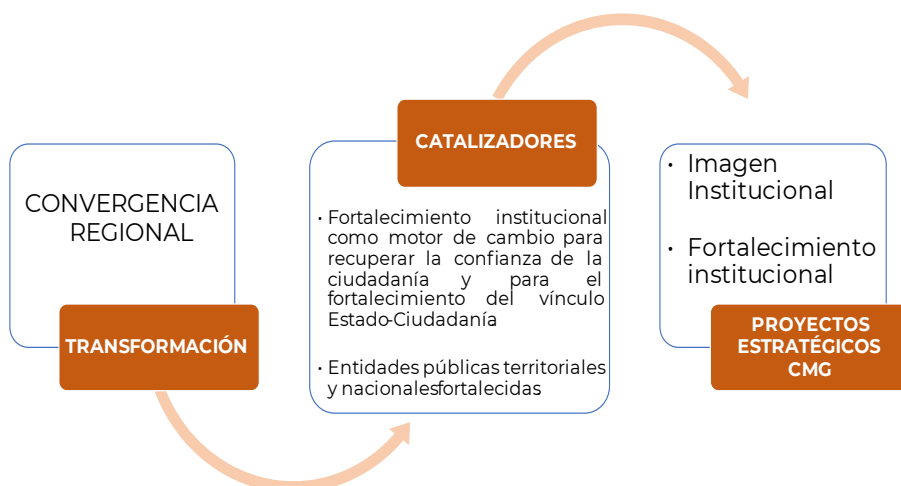 CONVERGENCIA
REGIONAL
TRANSFORMACIÓN
CATALIZADORES
· Fortalecimiento institucional
como motor de cambio para
recuperar la confianza de la
ciudadanía y para el
fortalecimiento del vínculo
Estado-Ciudadanía.
· Entidades públicas territoriales
y nacionalesfortalecidas.
· Imagen
Institucional
· Fortalecimiento
institucional
PROYECTOS
ESTRATÉGICOS
CMG